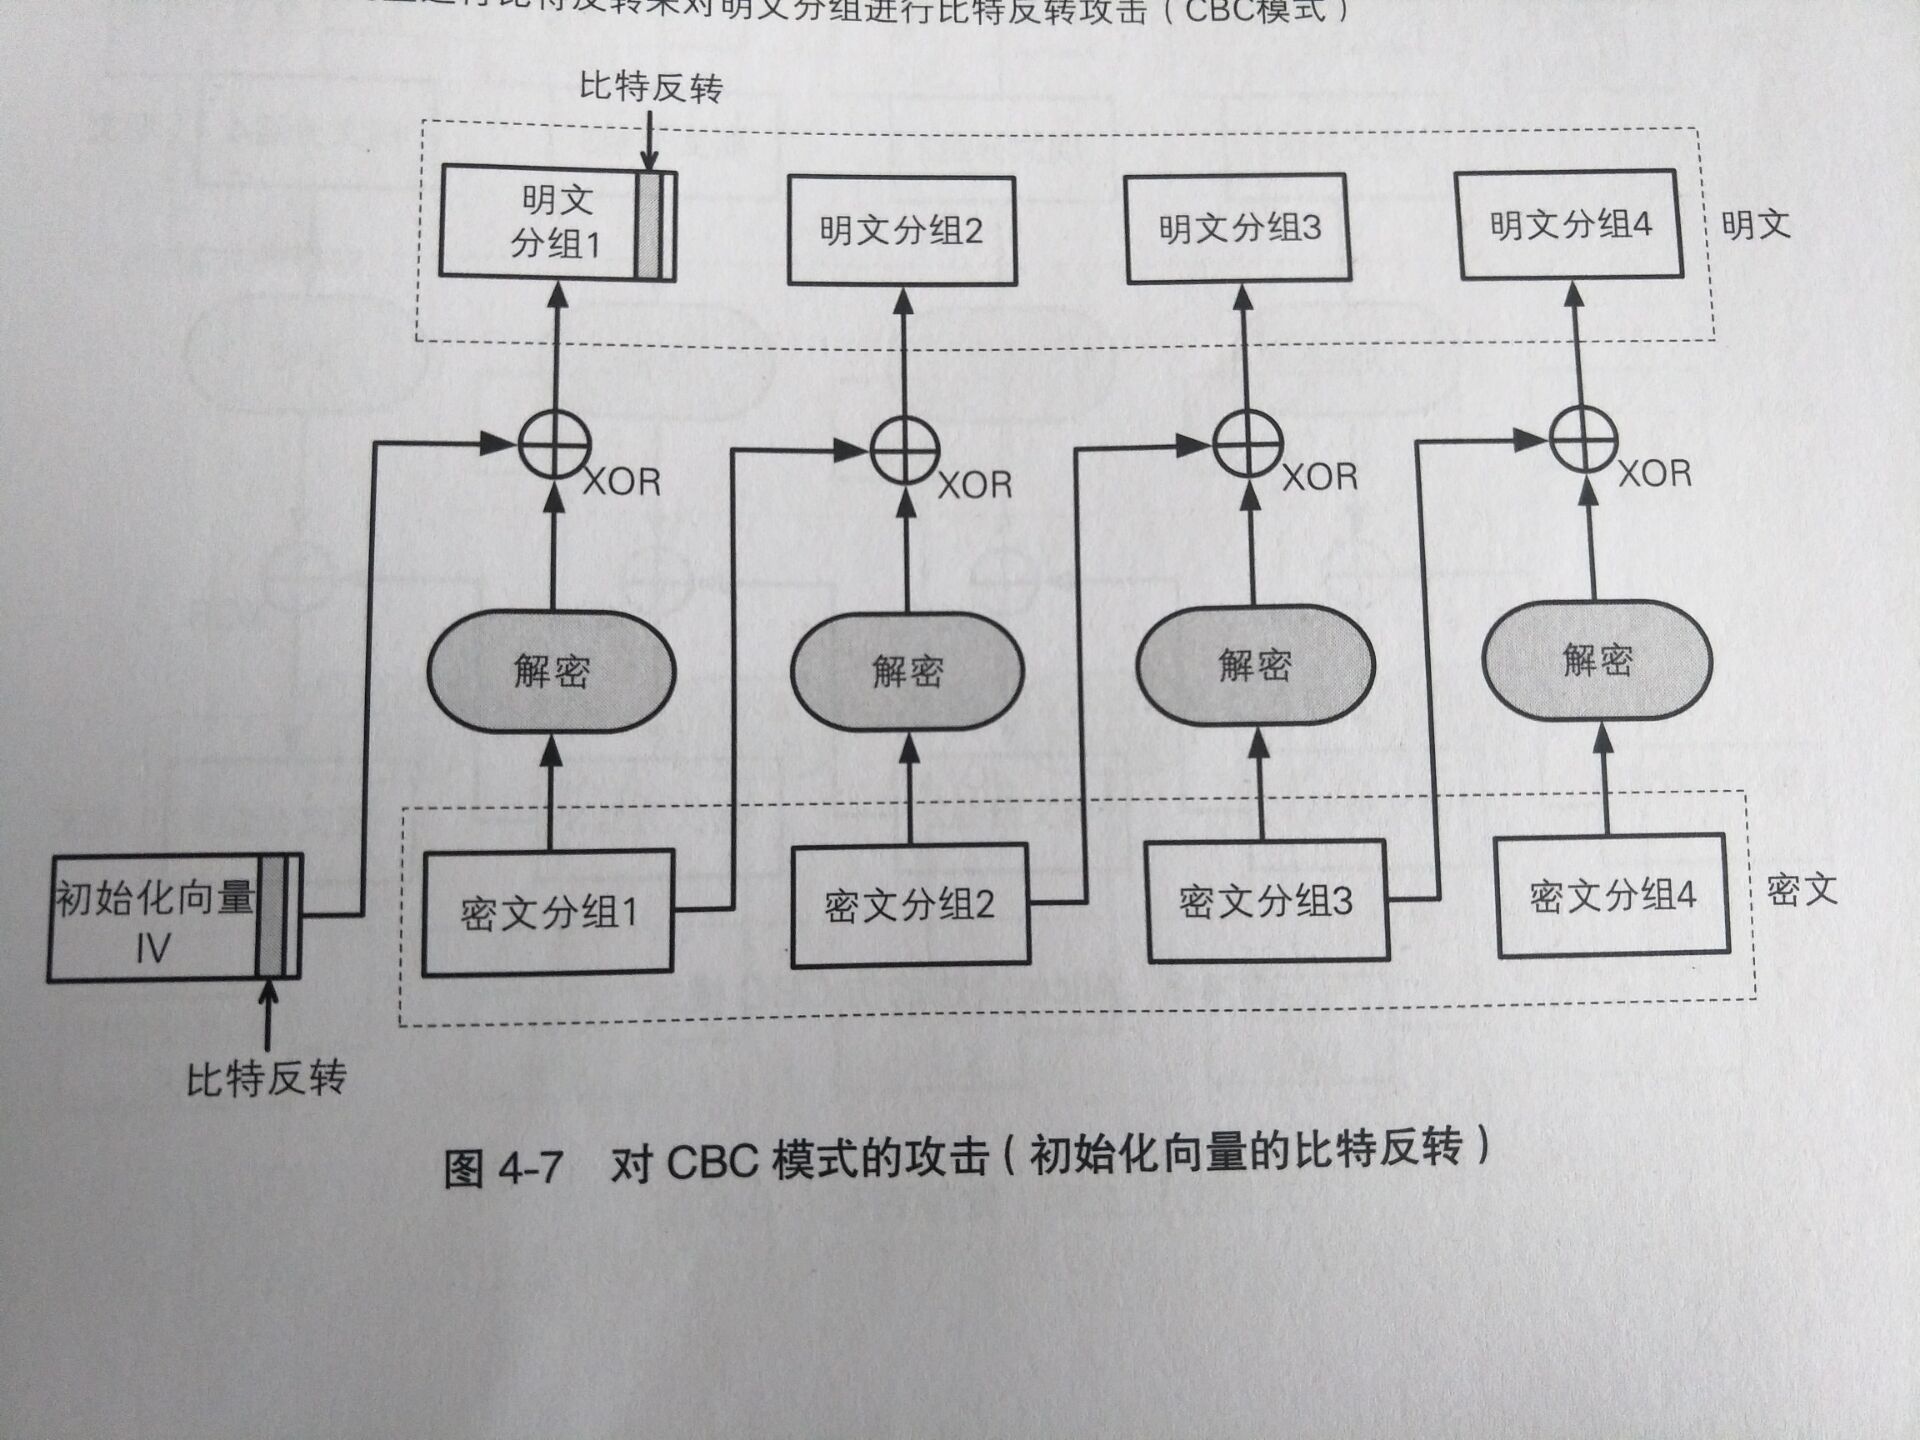 进行比特反转来对明文分组进行比特反转攻击（CBC模式）
比特反转
明文
分组1
明文分组2
明文分组3
明文分组4
明文
XOR
XOR
XOR
XOR
解密
解密
解密
解密
初始化向量
IV
密文分组1
密文分组2
密文分组3
密文分组4
密文
比特反转
图 4-7 对 CBC 模式的攻击（初始化向量的比特反转）